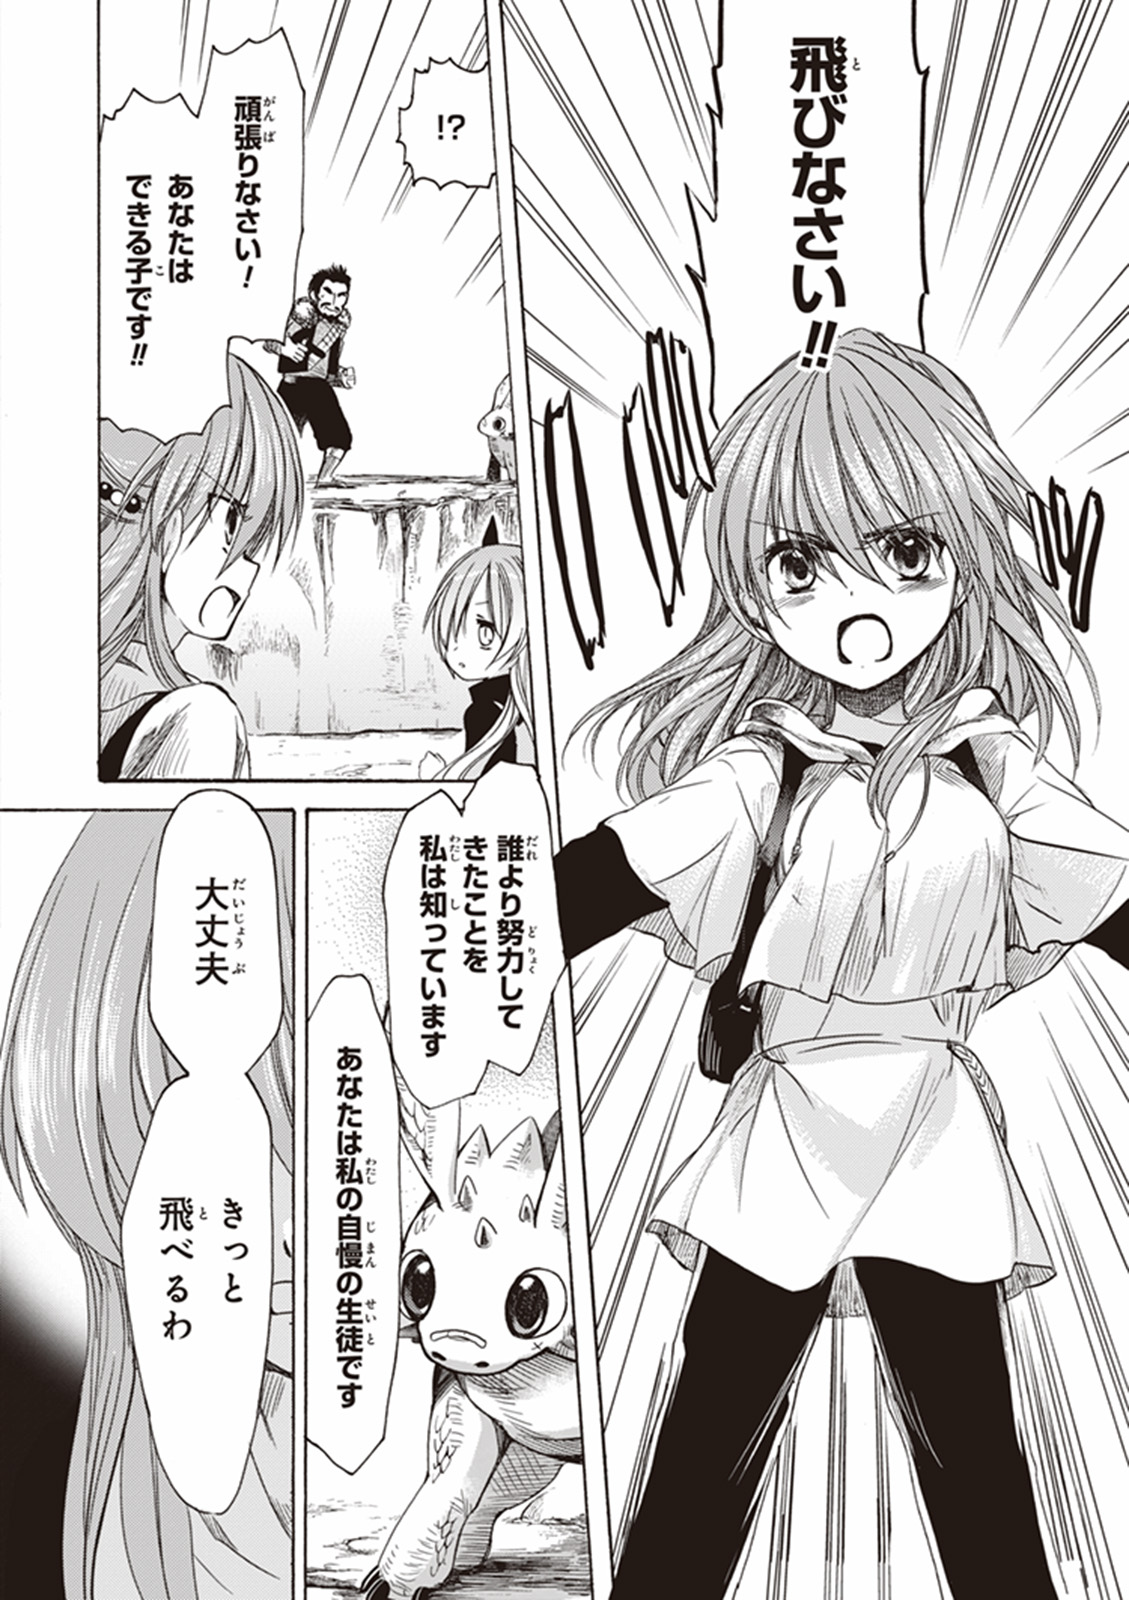 飛びなさい!!
!?
頑張りなさい!
あなたは
できる子です!!
誰より努力して
きたことを
私は知っています
あなたは私の自慢の生徒です
大丈夫
きっと
飛べるわ